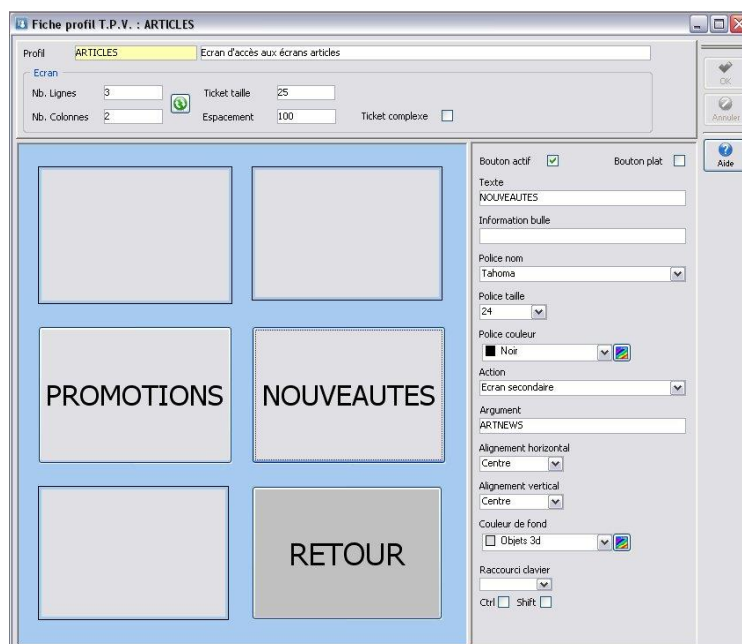 Fiche profil T.P.V. : ARTICLES
Profil ARTICLES Ecran d'accès aux écrans articles
Ecran
Nb. Lignes 3 Ticket taille 25
Nb. Colonnes 2 Espacement 100 Ticket complexe
OK
Annuler
Aide
PROMOTIONS NOUVEAUTES
RETOUR
Bouton actif Bouton plat
Texte
NOUVEAUTES
Information bulle
Police nom
Tahoma
Police taille
24
Police couleur
Noir
Action
Ecran secondaire
Argument
ARTNEWS
Alignement horizontal
Centre
Alignement vertical
Centre
Couleur de fond
Objets 3d
Raccourci clavier
Ctrl Shift